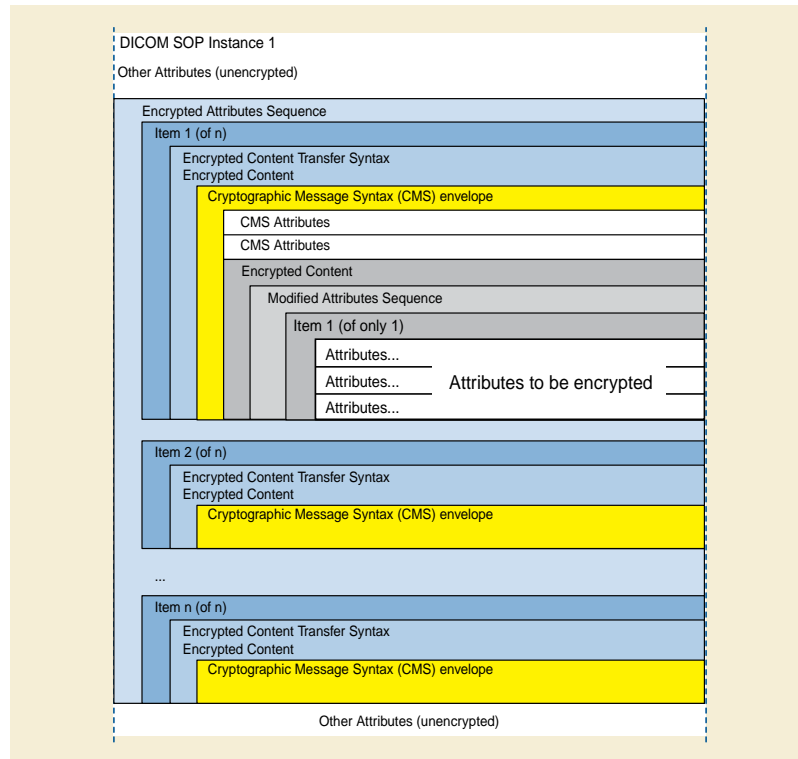 DICOM SOP Instance 1
Other Attributes (unencrypted)
Encrypted Attributes Sequence
Item 1 (of n)
Encrypted Content Transfer Syntax
Encrypted Content
Cryptographic Message Syntax (CMS) envelope
CMS Attributes
CMS Attributes
Encrypted Content
Modified Attributes Sequence
Item 1 (of only 1)
Attributes...
Attributes... Attributes to be encrypted
Attributes...
Item 2 (of n)
Encrypted Content Transfer Syntax
Encrypted Content
Cryptographic Message Syntax (CMS) envelope
...
Item n (of n)
Encrypted Content Transfer Syntax
Encrypted Content
Cryptographic Message Syntax (CMS) envelope
Other Attributes (unencrypted)